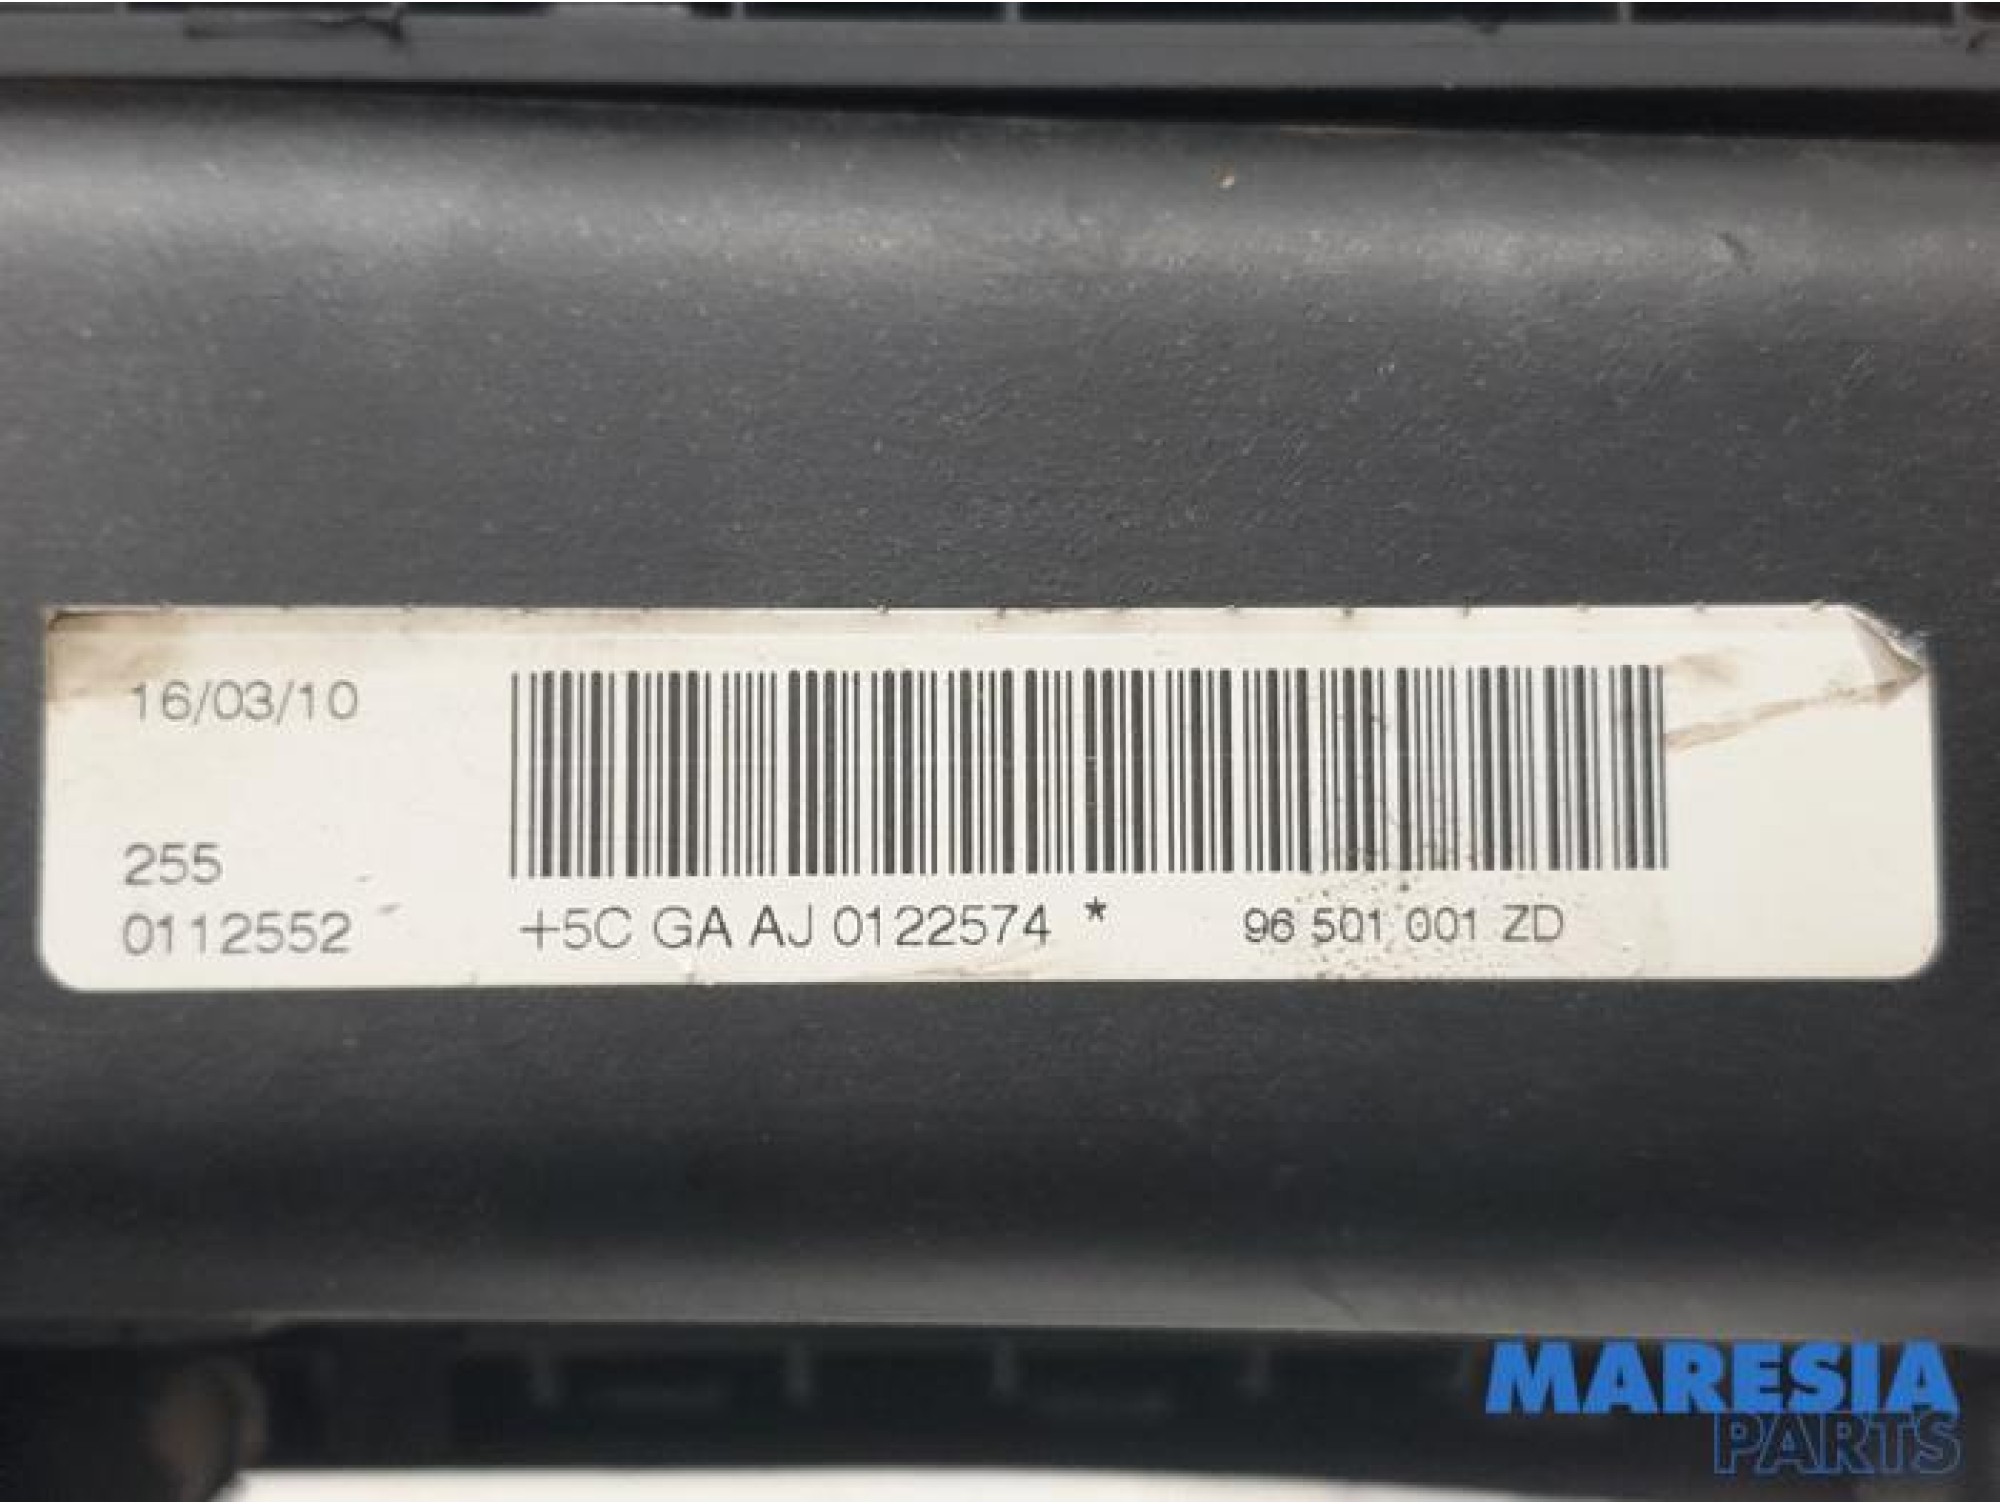 16/03/10
255
0112552
+5C GA AJ 0122574 * 96 501 001 ZD
MARESIA
PARTS